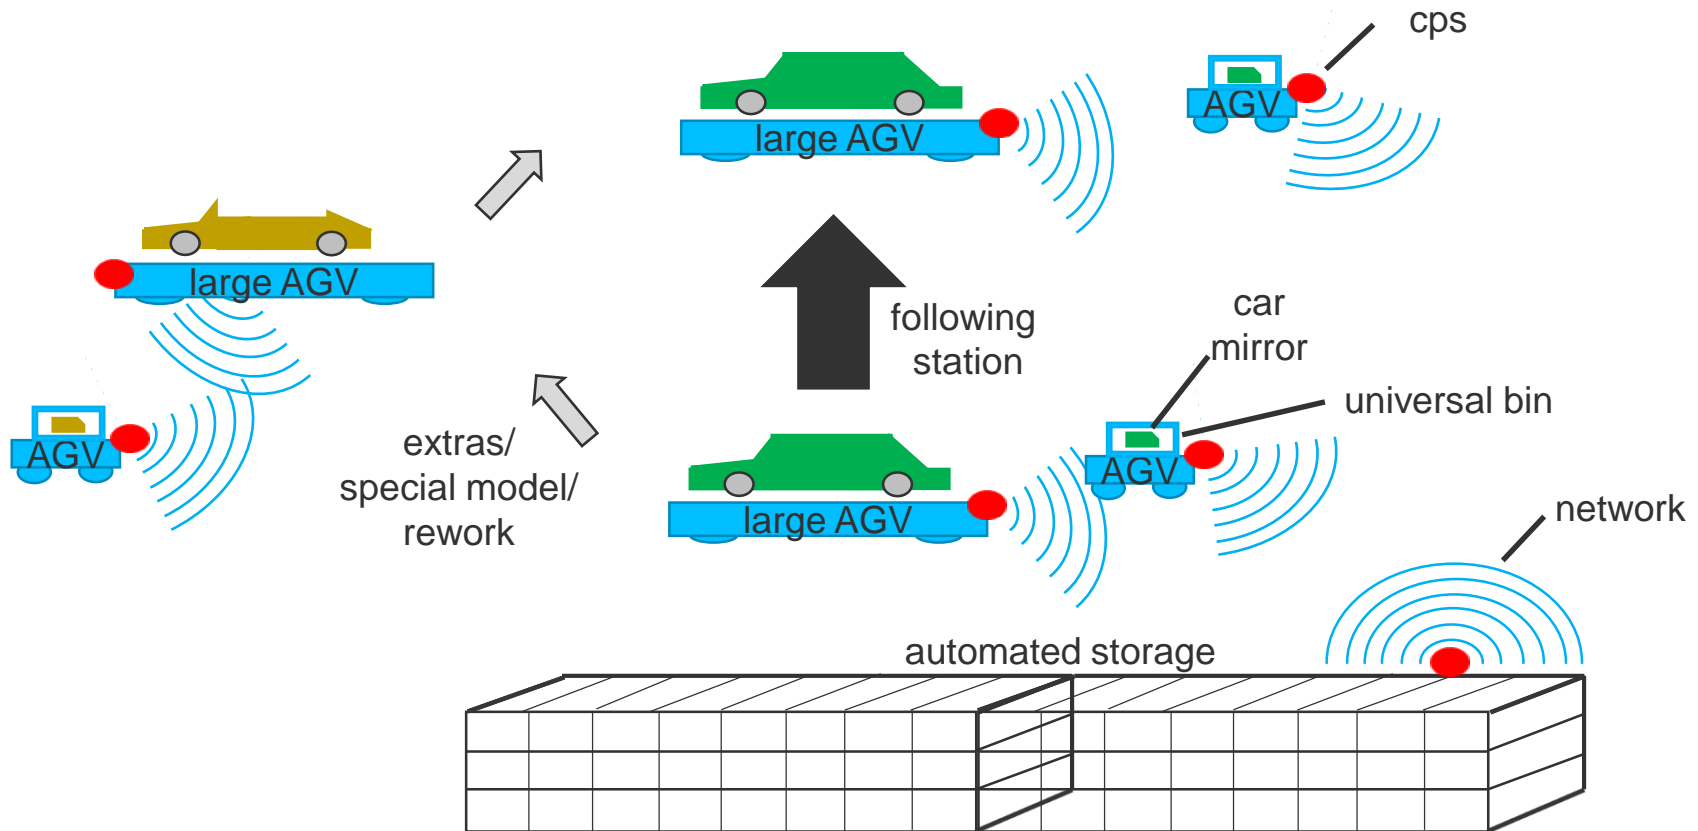 cps
AGV
large AGV
large AGV
following
station
car
mirror
universal bin
AGV
AGV
extras/
special model/
rework
large AGV
network
automated storage